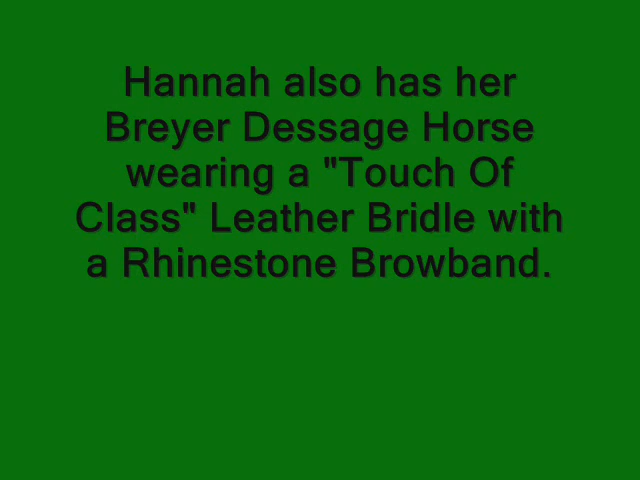 Hannah also has her
Breyer Dessage Horse
wearing a "Touch Of
Class" Leather Bridle with
a Rhinestone Browband.